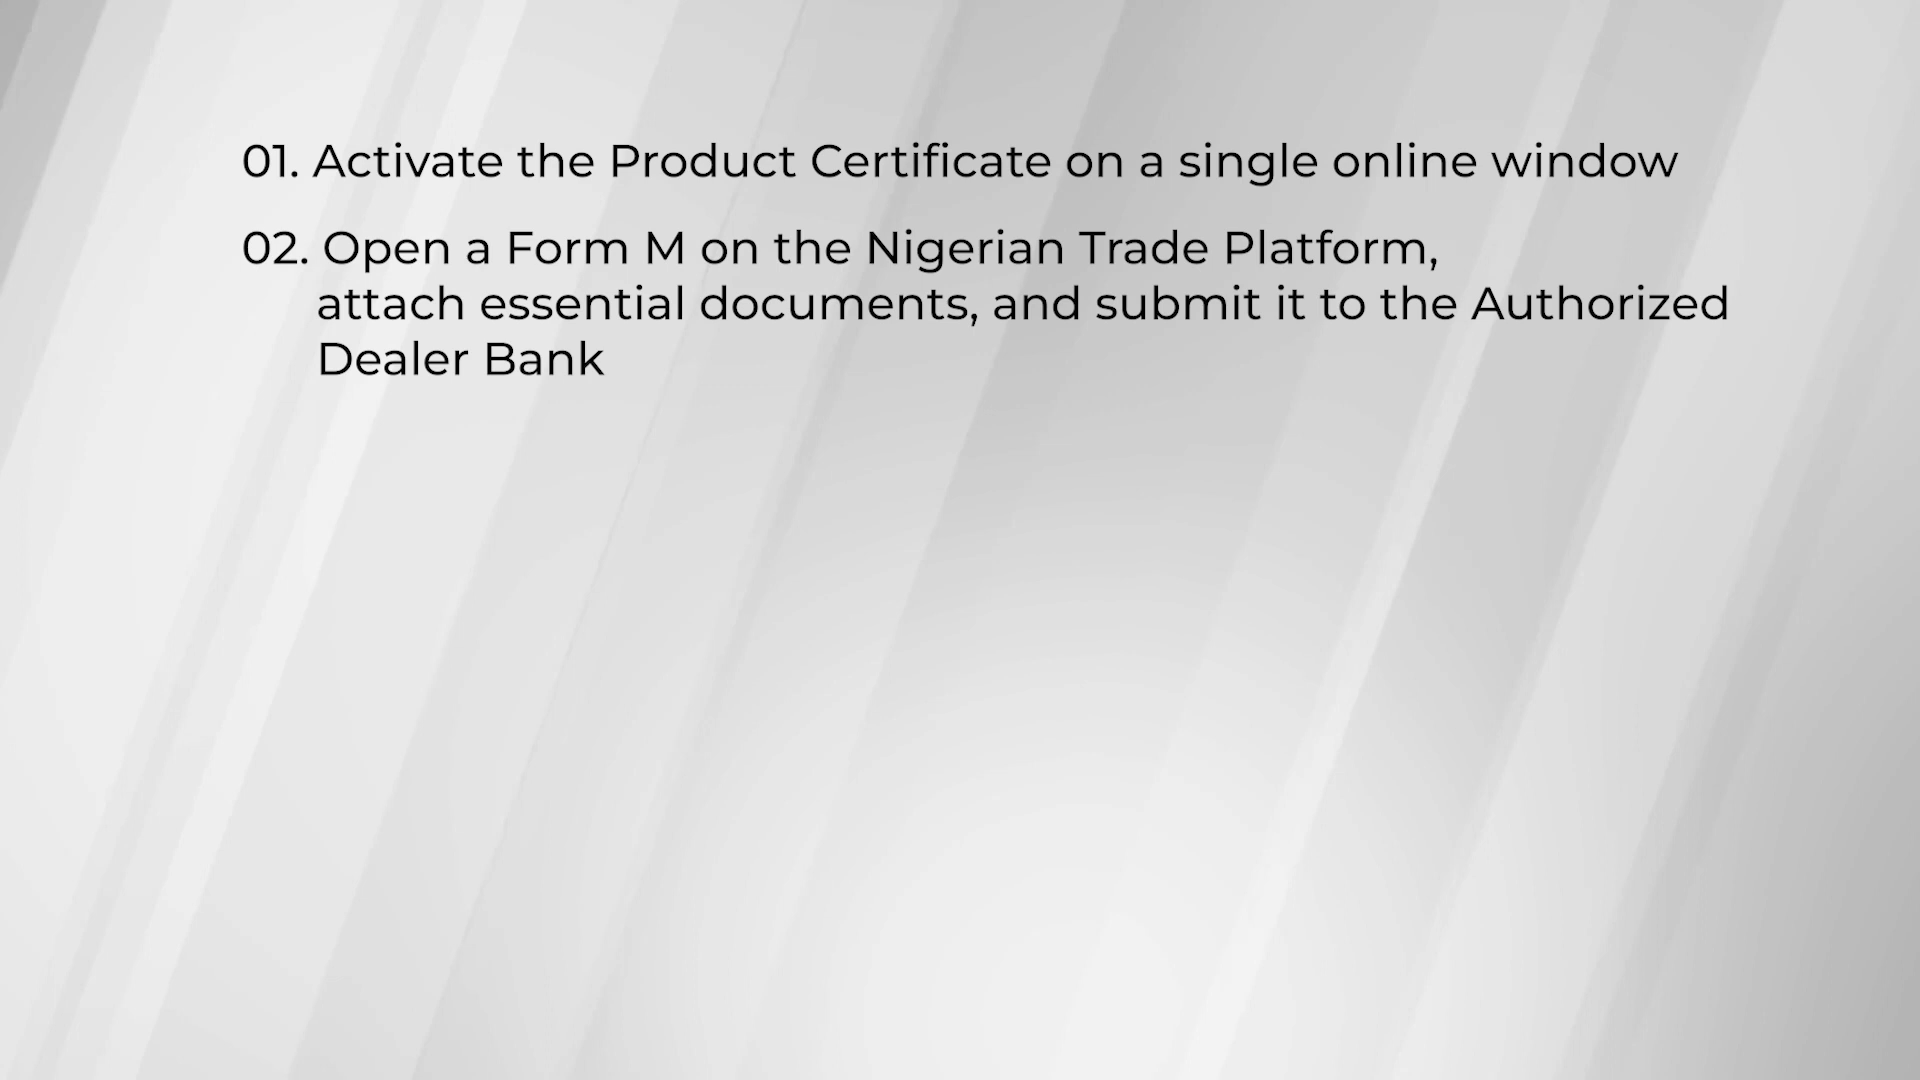 01. Activate the Product Certificate on a single online window
02. Open a Form M on the Nigerian Trade Platform,
attach essential documents, and submit it to the Authorized
Dealer Bank